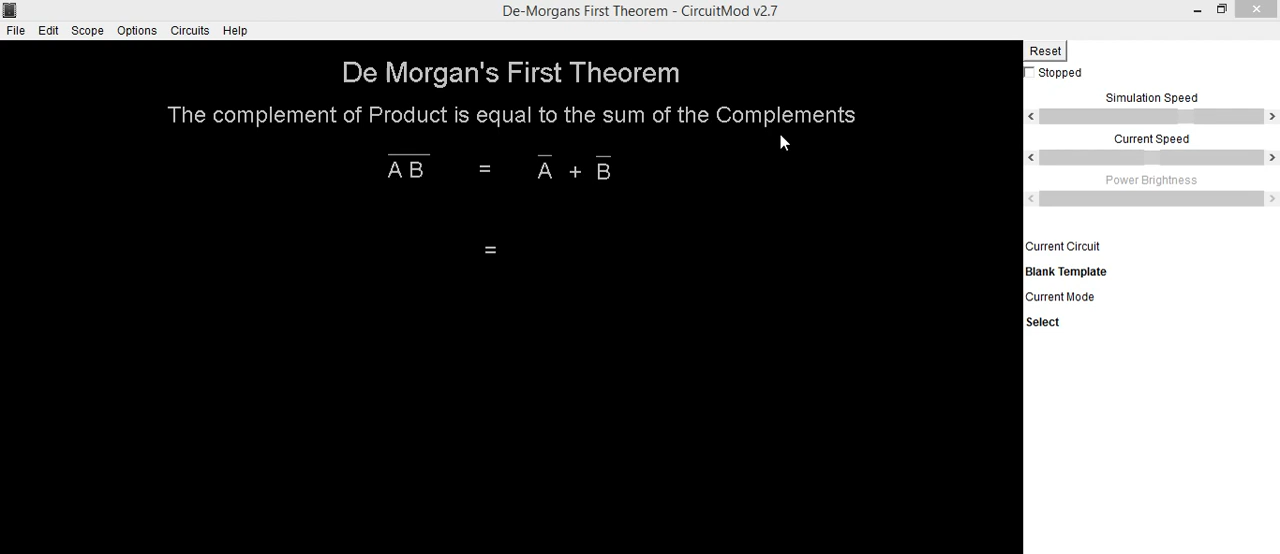 De-Morgans First Theorem - CircuitMod v2.7
File Edit Scope Options Circuits Help
De Morgan's First Theorem
The complement of Product is equal to the sum of the Complements
A̅ B̅ = A̅ + B̅
=
Reset
Stopped
Simulation Speed
Current Speed
Power Brightness
Current Circuit
Blank Template
Current Mode
Select